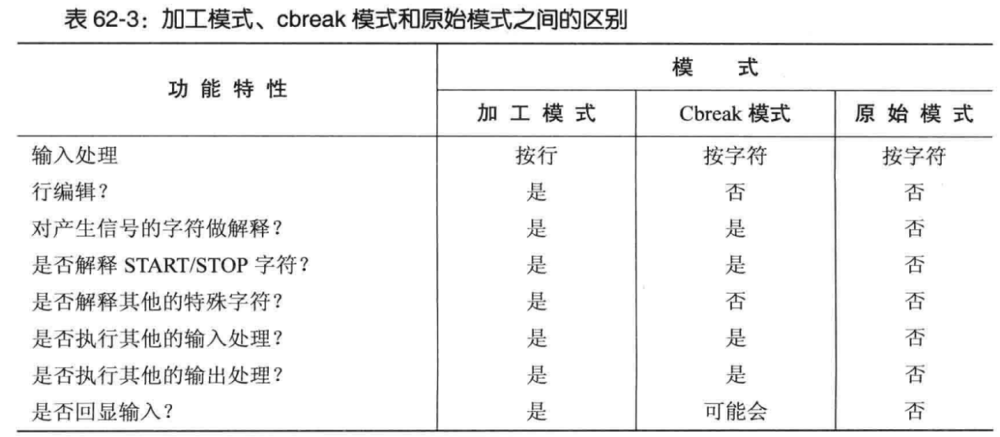 表 62-3：加工模式、cbreak 模式和原始模式之间的区别
功能特性 模式
加工模式 Cbreak 模式 原始模式
输入处理 按行 按字符 按字符
行编辑？ 是 否 否
对产生信号的字符做解释？ 是 是 否
是否解释 START/STOP 字符？ 是 是 否
是否解释其他的特殊字符？ 是 否 否
是否执行其他的输入处理？ 是 是 否
是否执行其他的输出处理？ 是 是 否
是否回显输入？ 是 可能会 否